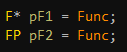 F* pF1 = Func;
FP pF2 = Func;